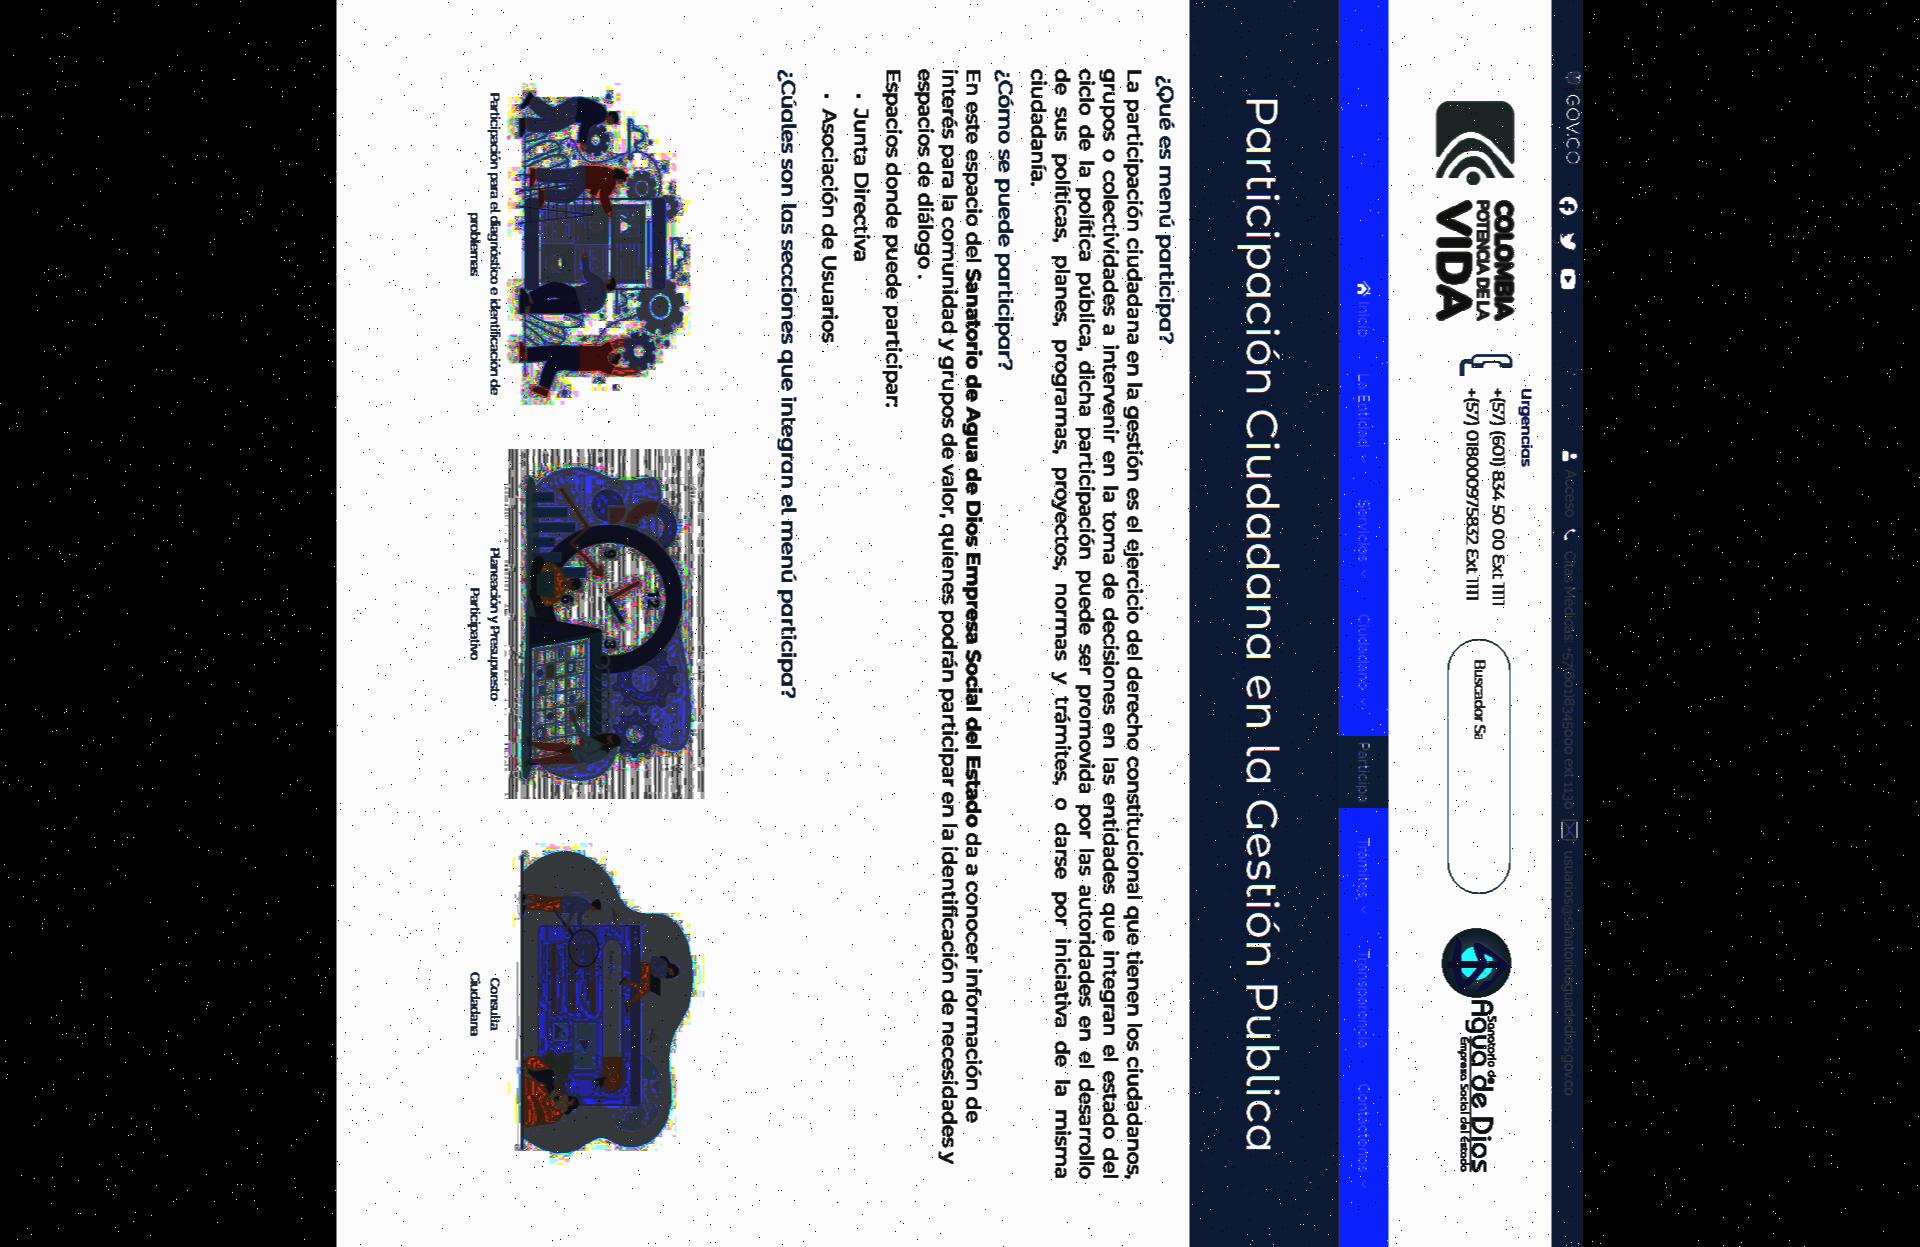 GOV.CO
Acceso Citas Médicas +57(601)8345000 ext 1130 usuarios@sanatorioaguadedios.gov.co
COLOMBIA
POTENCIA DE LA
VIDA
Urgencias
+(57) (601) 834 50 00 Ext 1111
+(57) 018000975832 Ext 1111
Buscador Sa
Sanatorio de
Agua de Dios
Empresa Social del Estado
Inicio La Entidad Servicios Ciudadano Participa Trámites Transparencia Contáctenos
Participación Ciudadana en la Gestión Publica
¿Qué es menú participa?
La participación ciudadana en la gestión es el ejercicio del derecho constitucional que tienen los ciudadanos,
grupos o colectividades a intervenir en la toma de decisiones en las entidades que integran el estado del
ciclo de la política pública, dicha participación puede ser promovida por las autoridades en el desarrollo
de sus políticas, planes, programas, proyectos, normas y trámites, o darse por iniciativa de la misma
ciudadanía.
¿Cómo se puede participar?
En este espacio del Sanatorio de Agua de Dios Empresa Social del Estado da a conocer información de
interés para la comunidad y grupos de valor, quienes podrán participar en la identificación de necesidades y
espacios de diálogo .
Espacios donde puede participar:
• Junta Directiva
• Asociación de Usuarios
¿Cúales son las secciones que integran el menú participa?
12
9
3
6
Participación para el diagnóstico e identificación de
problemas
Planeación y Presupuesto
Participativo
Consulta
Ciudadana